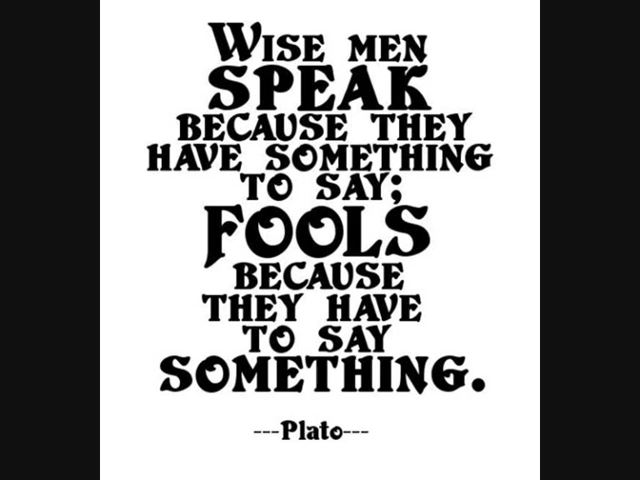 Wise men
SPEAK
BECAUSE THEY
HAVE SOMETHING
TO SAY;
FOOLS
BECAUSE
THEY HAVE
TO SAY
SOMETHING.
---Plato---